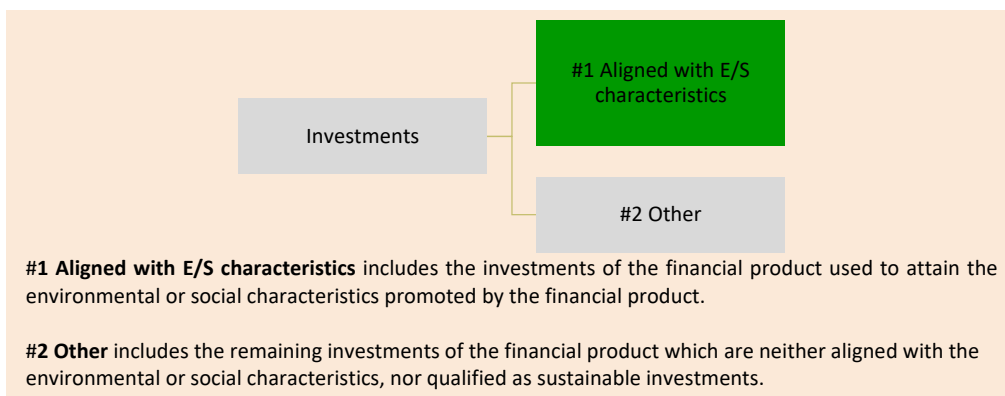 #1 Aligned with E/S
characteristics
Investments
#2 Other
#1 Aligned with E/S characteristics includes the investments of the financial product used to attain the
environmental or social characteristics promoted by the financial product.
#2 Other includes the remaining investments of the financial product which are neither aligned with the
environmental or social characteristics, nor qualified as sustainable investments.